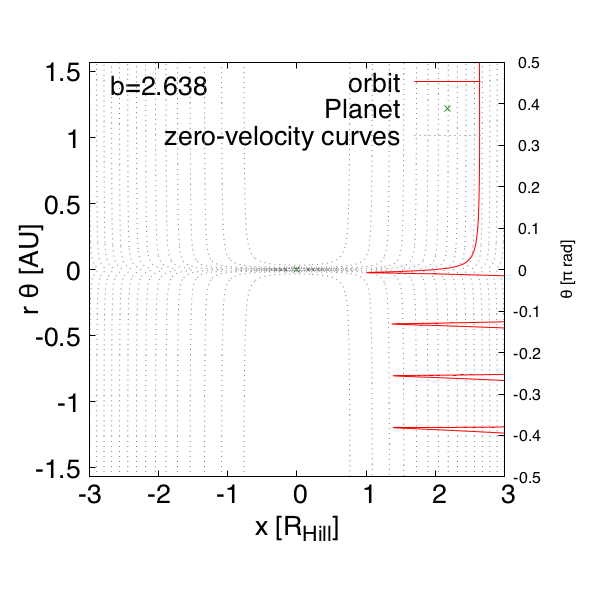 b=2.638
orbit
Planet
zero-velocity curves
1.5
1
0.5
0
-0.5
-1
-1.5
r θ [AU]
0.5
0.4
0.3
0.2
0.1
0
-0.1
-0.2
-0.3
-0.4
-0.5
θ [π rad]
-3 -2 -1 0 1 2 3
x [R_Hill]